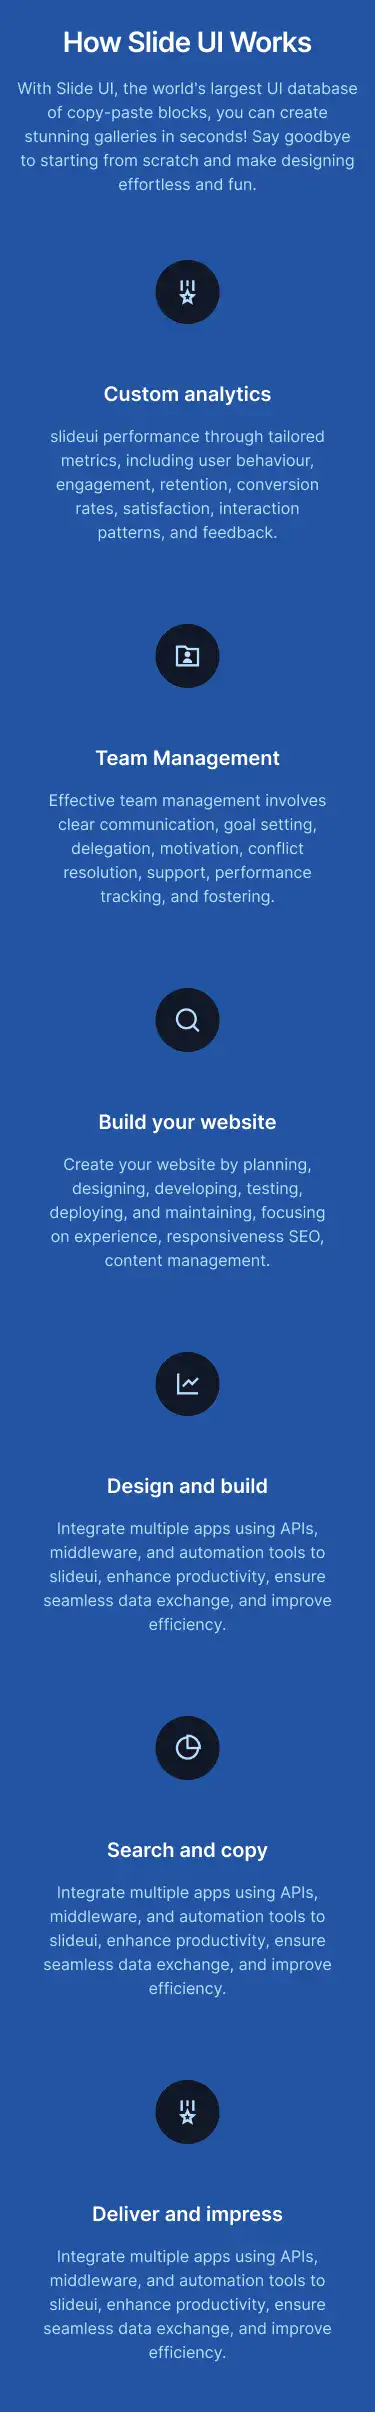 How Slide UI Works
With Slide UI, the world's largest UI database
of copy-paste blocks, you can create
stunning galleries in seconds! Say goodbye
to starting from scratch and make designing
effortless and fun.
Custom analytics
slideui performance through tailored
metrics, including user behaviour,
engagement, retention, conversion
rates, satisfaction, interaction
patterns, and feedback.
Team Management
Effective team management involves
clear communication, goal setting,
delegation, motivation, conflict
resolution, support, performance
tracking, and fostering.
Build your website
Create your website by planning,
designing, developing, testing,
deploying, and maintaining, focusing
on experience, responsiveness SEO,
content management.
Design and build
Integrate multiple apps using APIs,
middleware, and automation tools to
slideui, enhance productivity, ensure
seamless data exchange, and improve
efficiency.
Search and copy
Integrate multiple apps using APIs,
middleware, and automation tools to
slideui, enhance productivity, ensure
seamless data exchange, and improve
efficiency.
Deliver and impress
Integrate multiple apps using APIs,
middleware, and automation tools to
slideui, enhance productivity, ensure
seamless data exchange, and improve
efficiency.